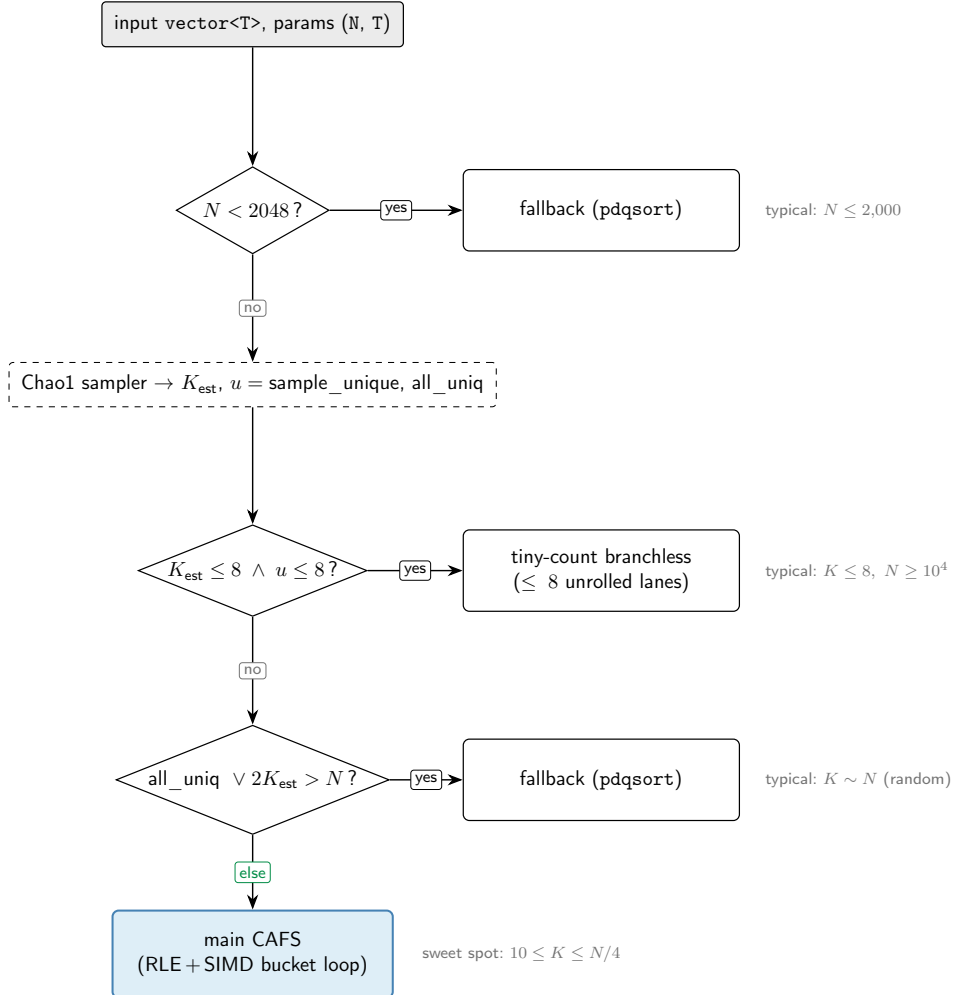 input vector<T>, params (N, T)
N < 2048 ?
yes
fallback (pdqsort)
typical: N ≤ 2,000
no
Chao1 sampler → K_est, u = sample_unique, all_uniq
K_est ≤ 8 ∧ u ≤ 8 ?
yes
tiny-count branchless
(≤ 8 unrolled lanes)
typical: K ≤ 8, N ≥ 10^4
no
all_uniq ∨ 2K_est > N ?
yes
fallback (pdqsort)
typical: K ∼ N (random)
else
main CAFS
(RLE + SIMD bucket loop)
sweet spot: 10 ≤ K ≤ N/4